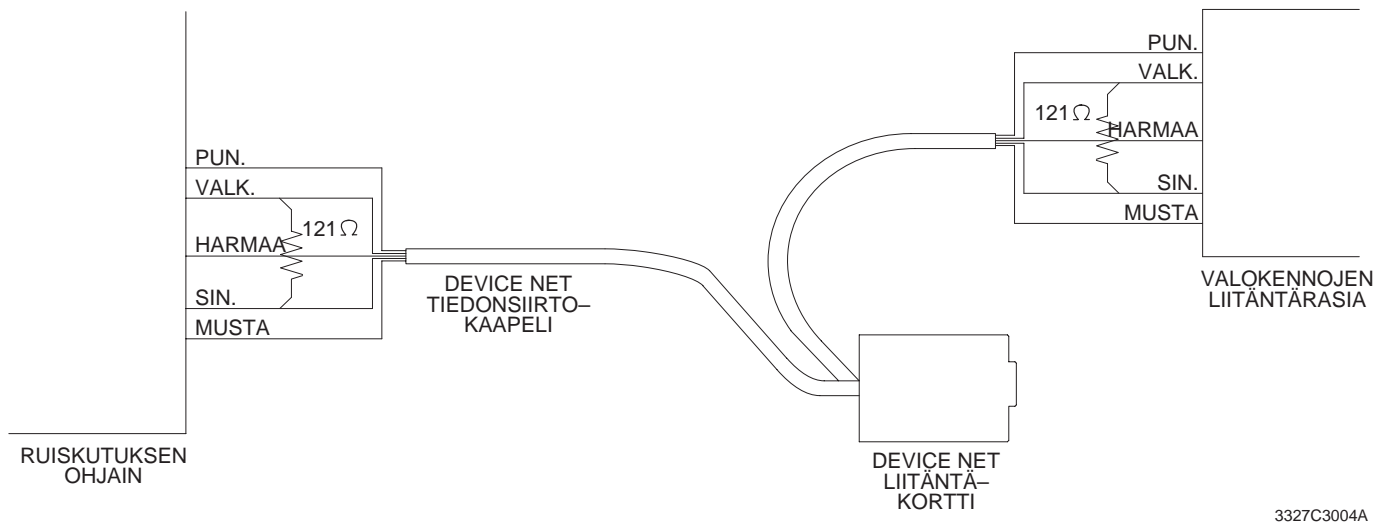 PUN.
VALK.
121Ω
HARMAA
SIN.
MUSTA
VALOKENNOJEN
LIITÄNTÄRASIA
PUN.
VALK.
121Ω
HARMAA
SIN.
MUSTA
DEVICE NET
TIEDONSIIRTO–
KAAPELI
RUISKUTUKSEN
OHJAIN
DEVICE NET
LIITÄNTÄ–
KORTTI
3327C3004A